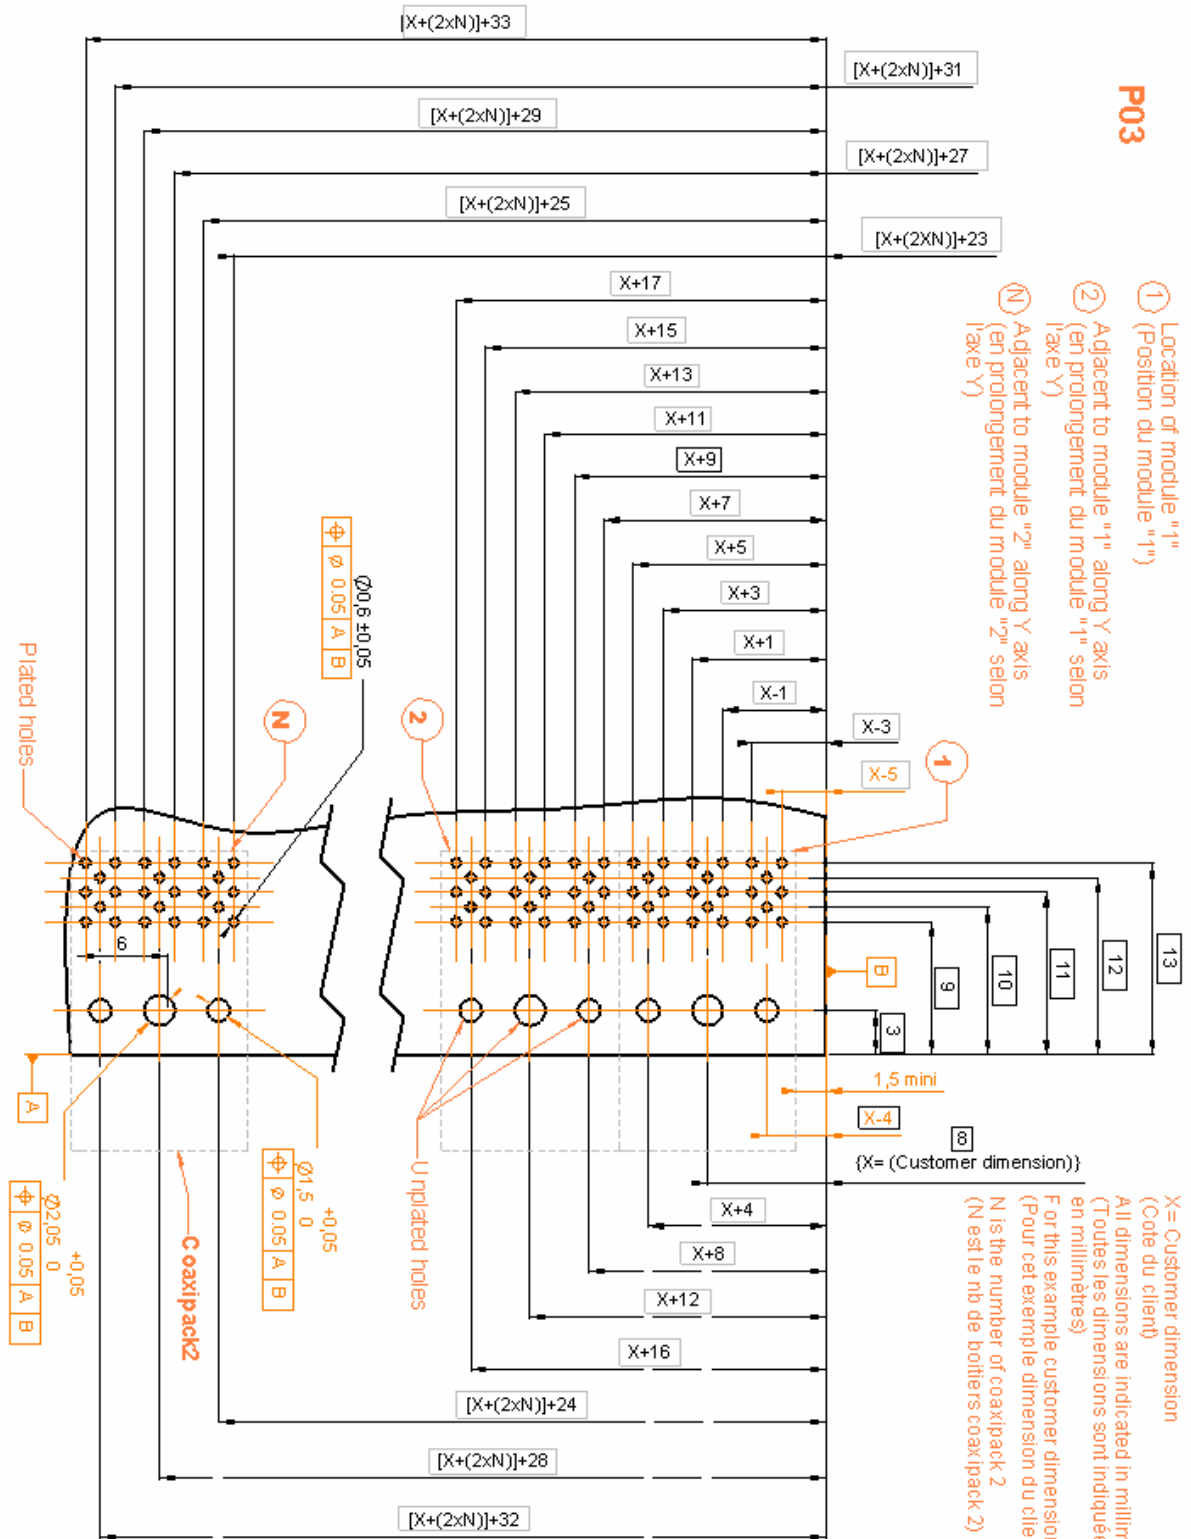 [X+(2xN)]+33
[X+(2xN)]+31
[X+(2xN)]+29
[X+(2xN)]+27
[X+(2xN)]+25
[X+(2XN)]+23
P03
1 Location of module "1"
(Position du module "1")
2 Adjacent to module "1" along Y axis
(en prolongement du module "1" selon
l'axe Y)
N Adjacent to module "2" along Y axis
(en prolongement du module "2" selon
l'axe Y)
X+17
X+15
X+13
X+11
X+9
X+7
X+5
X+3
X+1
X-1
X-3
X-5
Ø0,6 ±0,05
Ø 0.05 A B
Plated holes
N
2
1
6
13
12
11
10
9
3
B
A
1,5 mini
X-4
8
{X= (Customer dimension)}
X+4
X+8
X+12
X+16
[X+(2xN)]+24
[X+(2xN)]+28
[X+(2xN)]+32
Unplated holes
Coaxipack2
Ø1,5 +0,05 0
Ø 0.05 A B
Ø2,05 +0,05 0
Ø 0.05 A B
X= Customer dimension
(Cote du client)
All dimensions are indicated in
(Toutes les dimensions sont
en millimètres)
For this example customer
(Pour cet exemple dimension du
N is the number of coaxipack 2
(N est le nb de boitiers coaxipack 2)